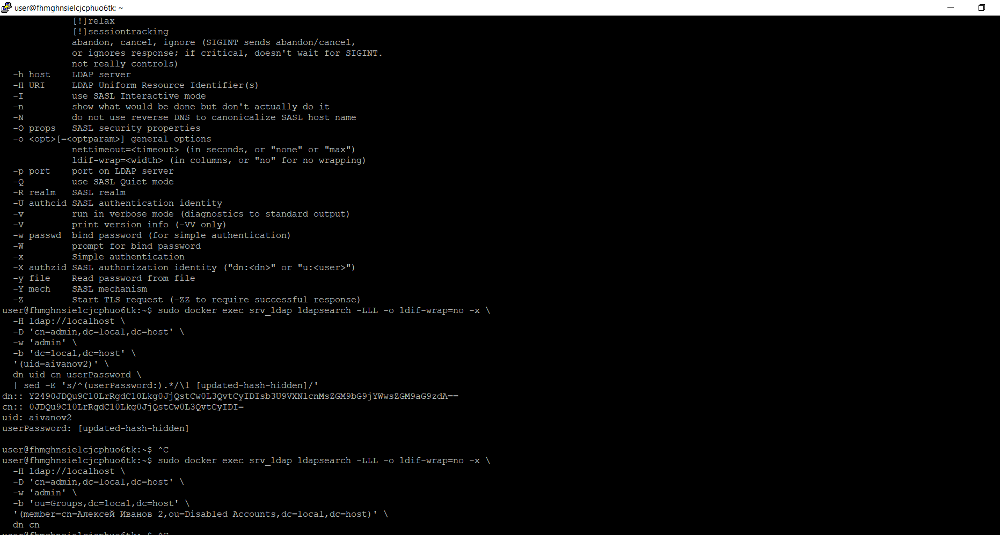 user@fhmghnsielcjcphuo6tk: ~
[!]relax
[!]sessiontracking
abandon, cancel, ignore (SIGINT sends abandon/cancel,
or ignores response; if critical, doesn't wait for SIGINT.
not really controls)
-h host    LDAP server
-H URI     LDAP Uniform Resource Identifier(s)
-I         use SASL Interactive mode
-n         show what would be done but don't actually do it
-N         do not use reverse DNS to canonicalize SASL host name
-O props   SASL security properties
-o <opt>[=<optparam>] general options
nettimeout=<timeout> (in seconds, or "none" or "max")
ldif-wrap=<width> (in columns, or "no" for no wrapping)
-p port    port on LDAP server
-Q         use SASL Quiet mode
-R realm   SASL realm
-U authcid SASL authentication identity
-v         run in verbose mode (diagnostics to standard output)
-V         print version info (-VV only)
-w passwd  bind password (for simple authentication)
-W         prompt for bind password
-x         Simple authentication
-X authzid SASL authorization identity ("dn:<dn>" or "u:<user>")
-y file    Read password from file
-Y mech    SASL mechanism
-Z         Start TLS request (-ZZ to require successful response)
user@fhmghnsielcjcphuo6tk:~$ sudo docker exec srv_ldap ldapsearch -LLL -o ldif-wrap=no -x \
-H ldap://localhost \
-D 'cn=admin,dc=local,dc=host' \
-w 'admin' \
-b 'dc=local,dc=host' \
'(uid=aivanov2)' \
dn uid cn userPassword \
| sed -E 's/^(userPassword:).*/\1 [updated-hash-hidden]/'
dn:: Y2490JDQu9C10LrRgdC10Lkg0JjQstCw0L3QvtCyIDIsb3U9VXNlcnMsZGM9bG9jYWwsZGM9aG9zdA==
cn:: 0JDQu9C10LrRgdC10Lkg0JjQstCw0L3QvtCyIDI=
uid: aivanov2
userPassword: [updated-hash-hidden]
user@fhmghnsielcjcphuo6tk:~$ ^C
user@fhmghnsielcjcphuo6tk:~$ sudo docker exec srv_ldap ldapsearch -LLL -o ldif-wrap=no -x \
-H ldap://localhost \
-D 'cn=admin,dc=local,dc=host' \
-w 'admin' \
-b 'ou=Groups,dc=local,dc=host' \
'(member=cn=Алексей Иванов 2,ou=Disabled Accounts,dc=local,dc=host)' \
dn cn
user@fhmghnsielcjcphuo6tk:~$ ^C